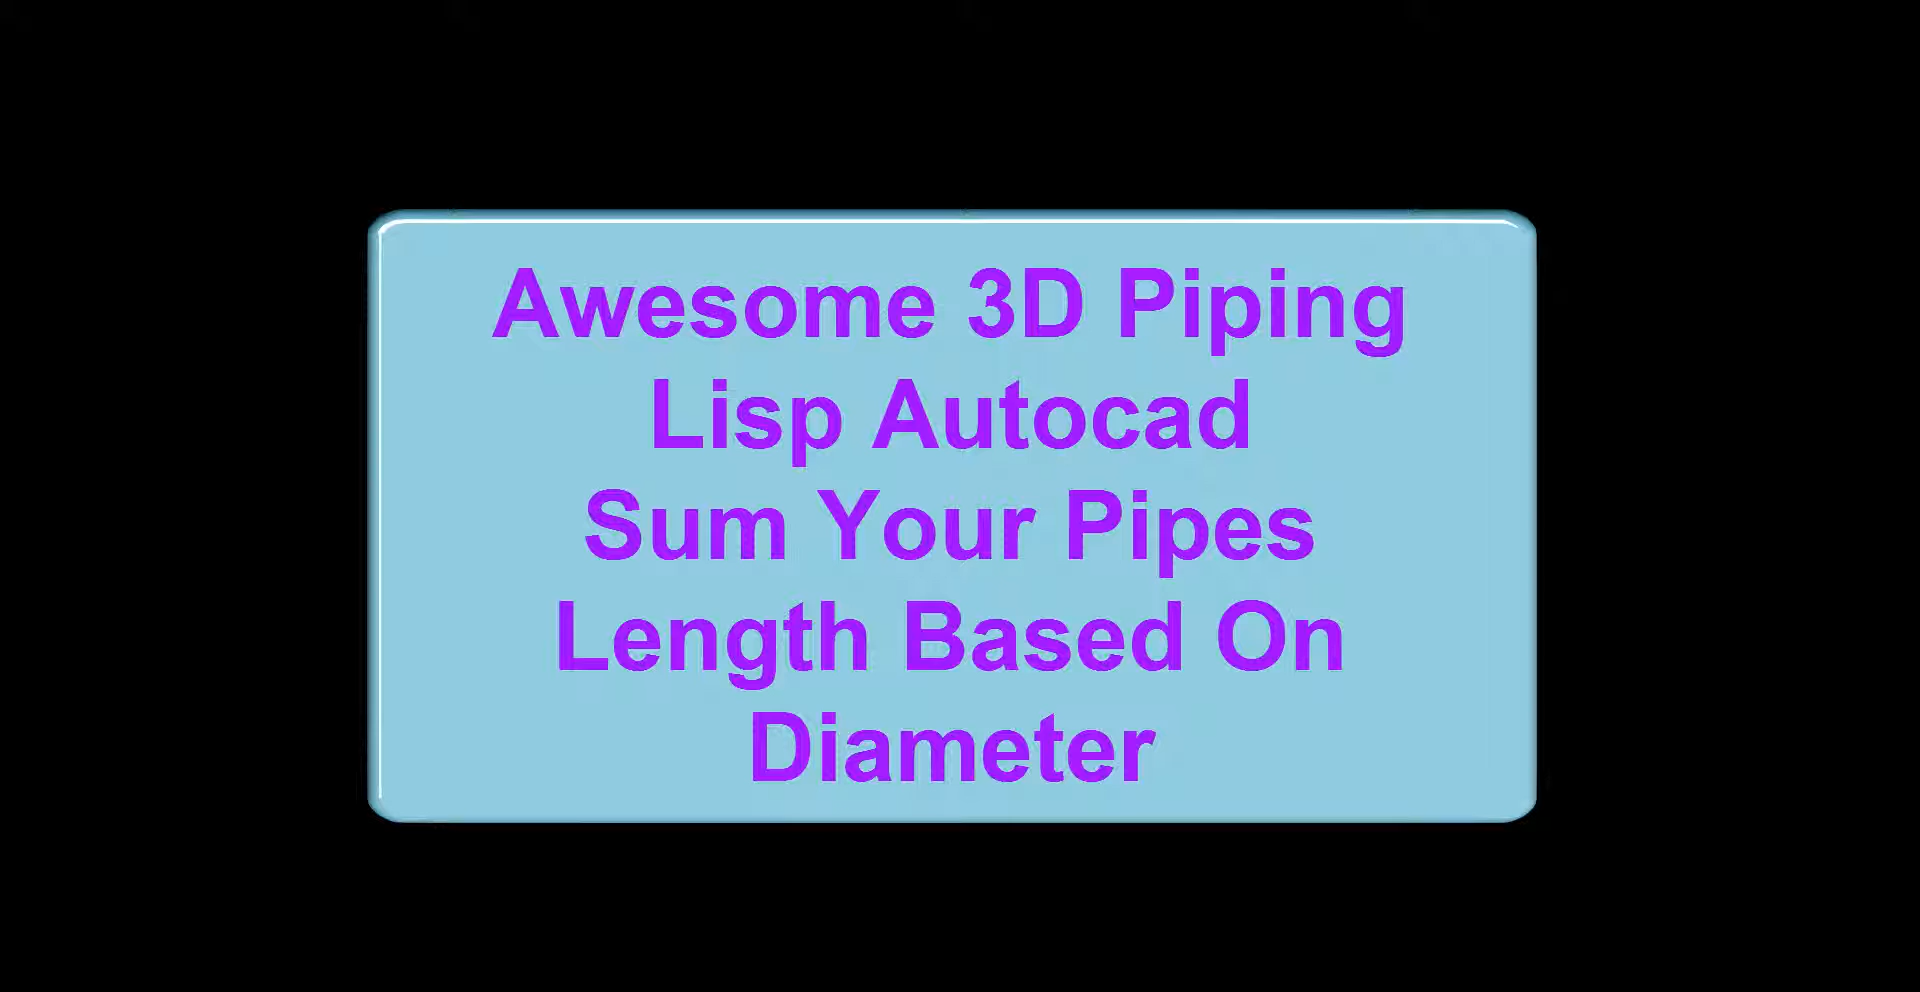 Awesome 3D Piping
Lisp Autocad
Sum Your Pipes
Length Based On
Diameter